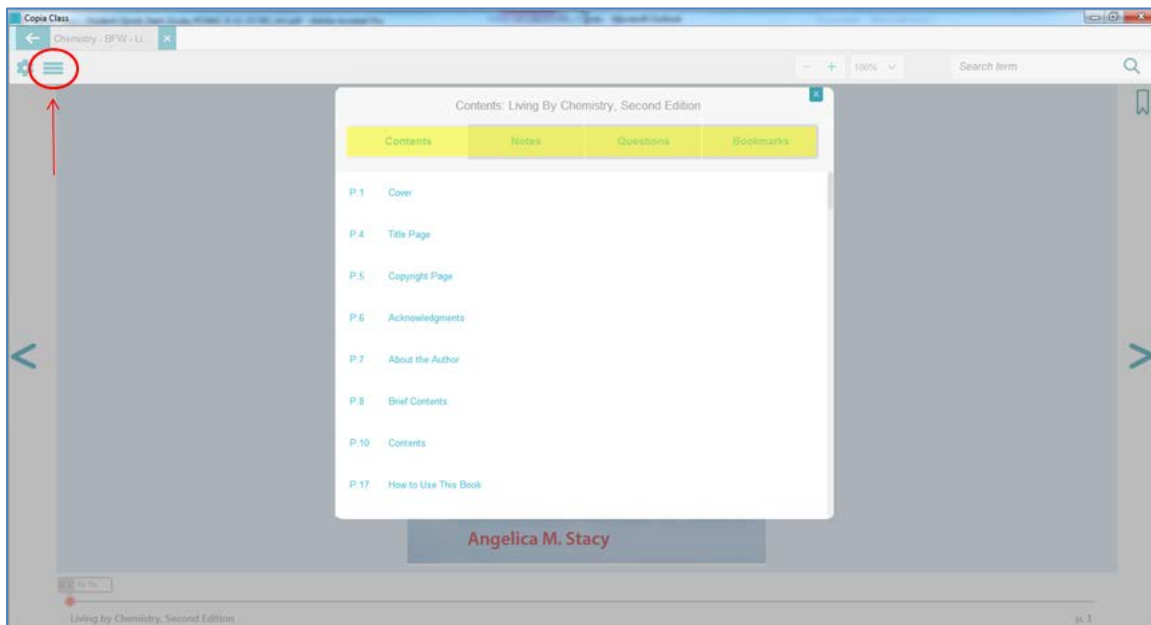 Copia Class
Chemistry - BFW - Li...
100%
Search term
Contents: Living By Chemistry, Second Edition
Contents Notes Questions Bookmarks
P.1 Cover
P.4 Title Page
P.5 Copyright Page
P.6 Acknowledgments
P.7 About the Author
P.8 Brief Contents
P.10 Contents
P.17 How to Use This Book
Angelica M. Stacy
Living by Chemistry, Second Edition
p. 1